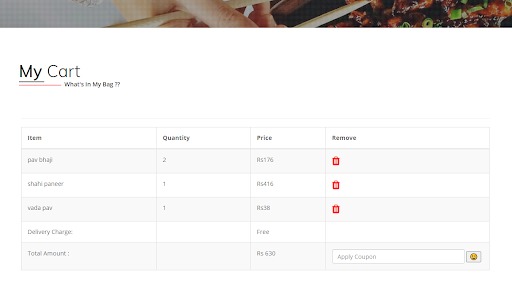 My Cart
What's In My Bag ??
Item Quantity Price Remove
pav bhaji 2 Rs176
shahi paneer 1 Rs416
vada pav 1 Rs38
Delivery Charge: Free
Total Amount : Rs 630 Apply Coupon